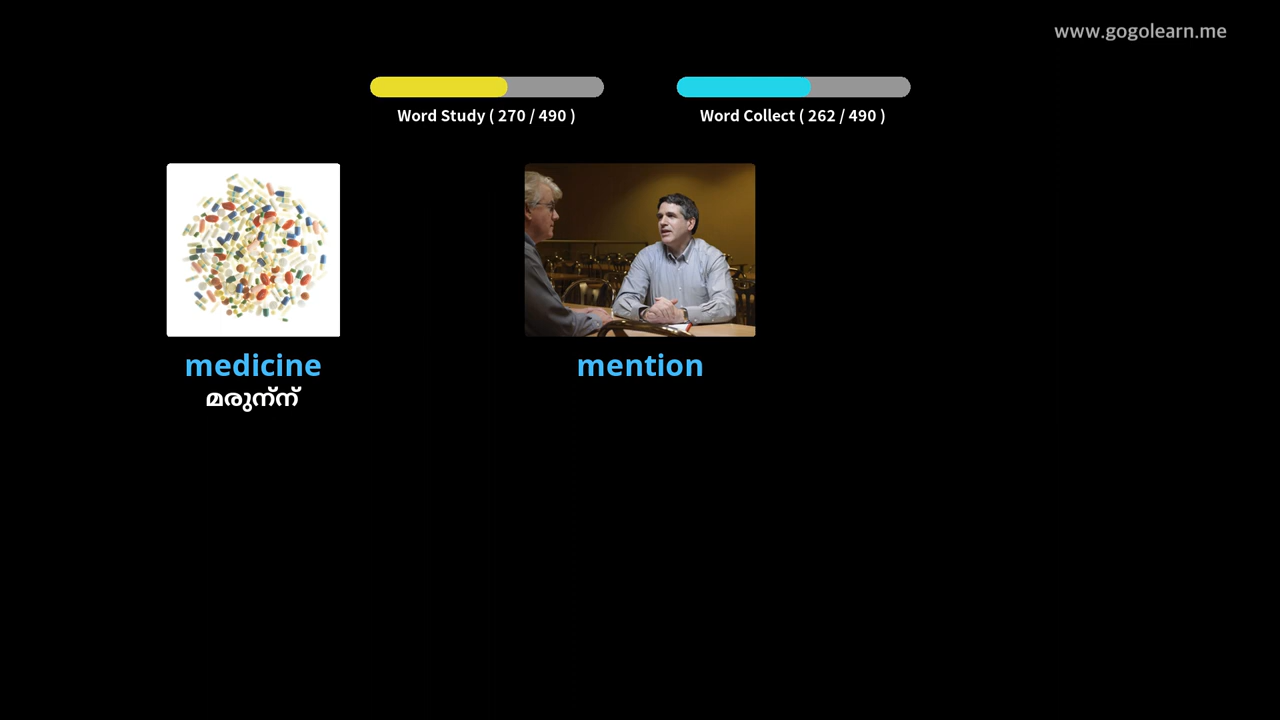 www.gogolearn.me
Word Study ( 270 / 490 )
Word Collect ( 262 / 490 )
medicine
മരുന്ന്
mention